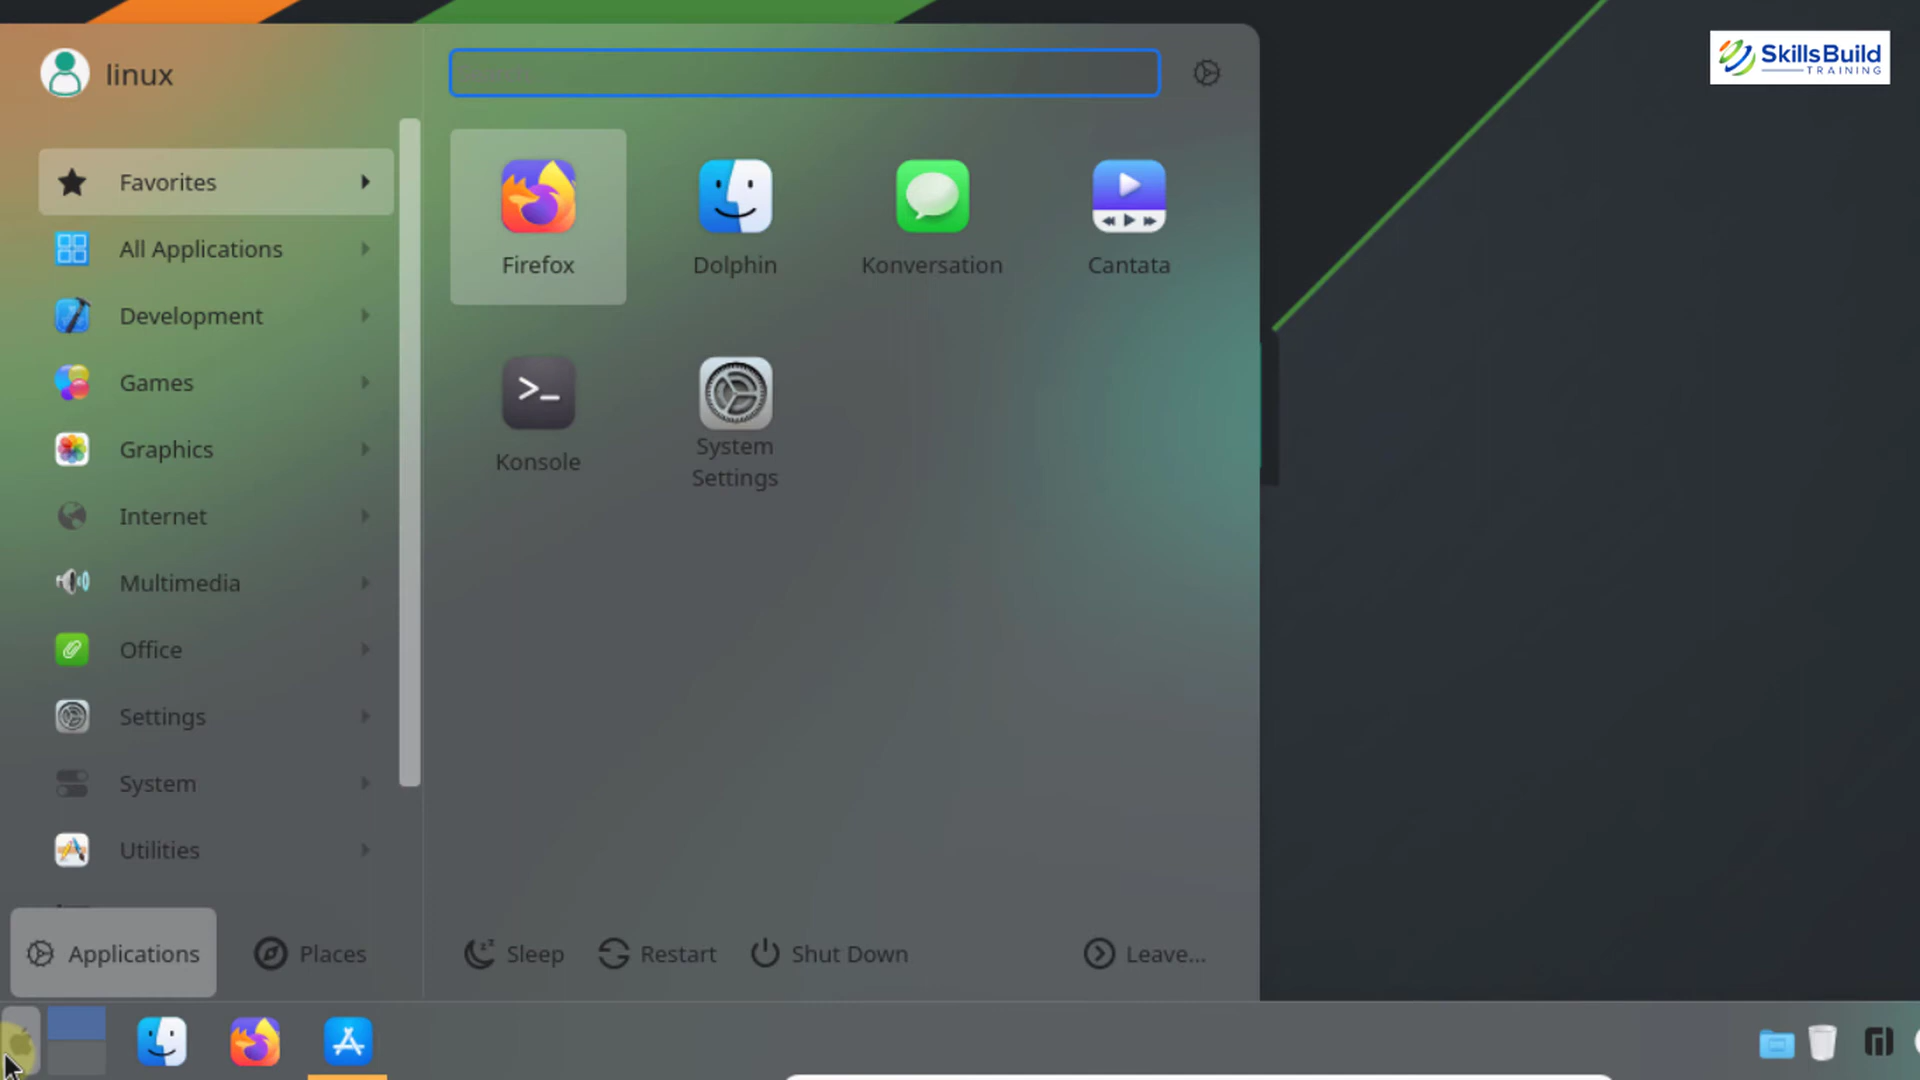 linux
SkillsBuild
TRAINING
Favorites
All Applications
Development
Games
Graphics
Internet
Multimedia
Office
Settings
System
Utilities
Firefox
Dolphin
Konversation
Cantata
Konsole
System
Settings
Applications
Places
Sleep
Restart
Shut Down
Leave...